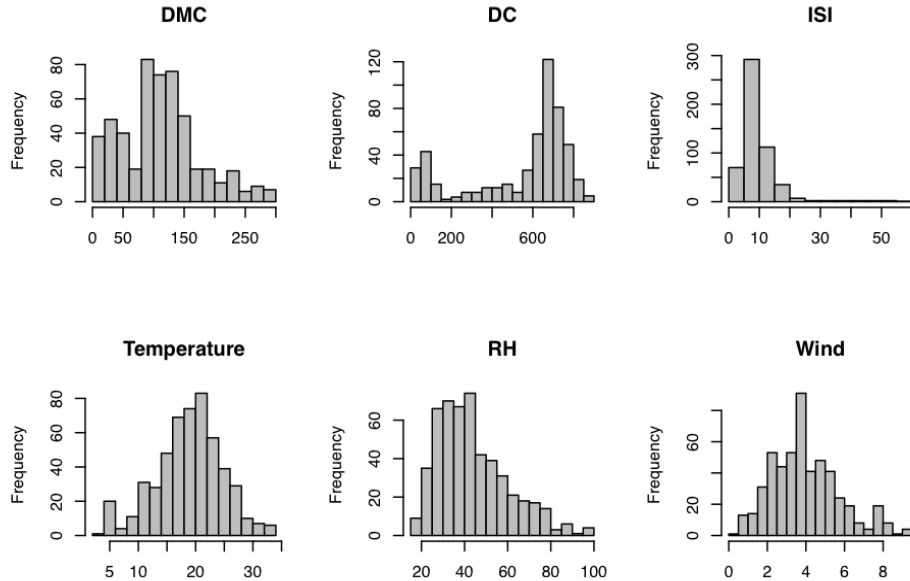 DMC
Frequency
0 20 40 60 80
0 50 150 250
DC
Frequency
0 40 80 120
0 200 600
ISI
Frequency
0 100 200 300
0 10 30 50
Temperature
Frequency
0 20 40 60 80
5 10 20 30
RH
Frequency
0 20 40 60
20 40 60 80 100
Wind
Frequency
0 20 60
0 2 4 6 8